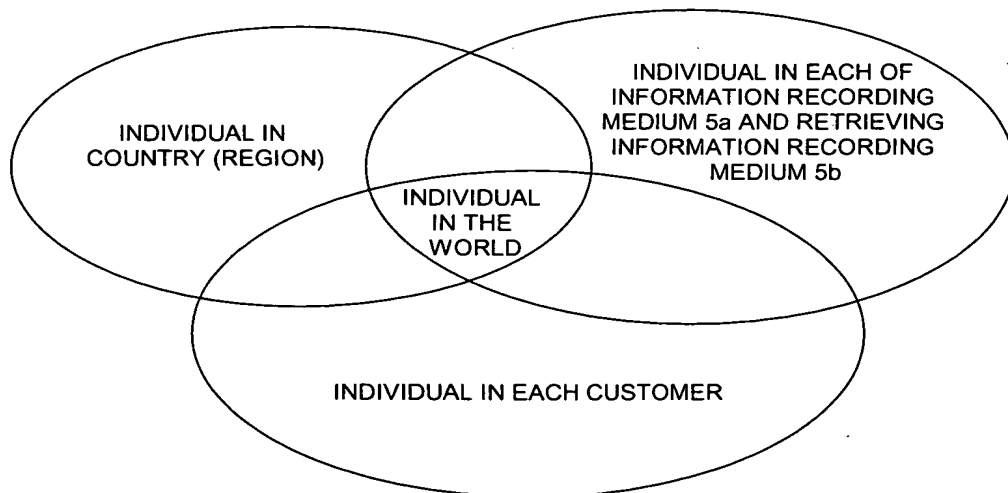 INDIVIDUAL IN
COUNTRY (REGION)
INDIVIDUAL IN EACH OF
INFORMATION RECORDING
MEDIUM 5a AND RETRIEVING
INFORMATION RECORDING
MEDIUM 5b
INDIVIDUAL
IN THE
WORLD
INDIVIDUAL IN EACH CUSTOMER